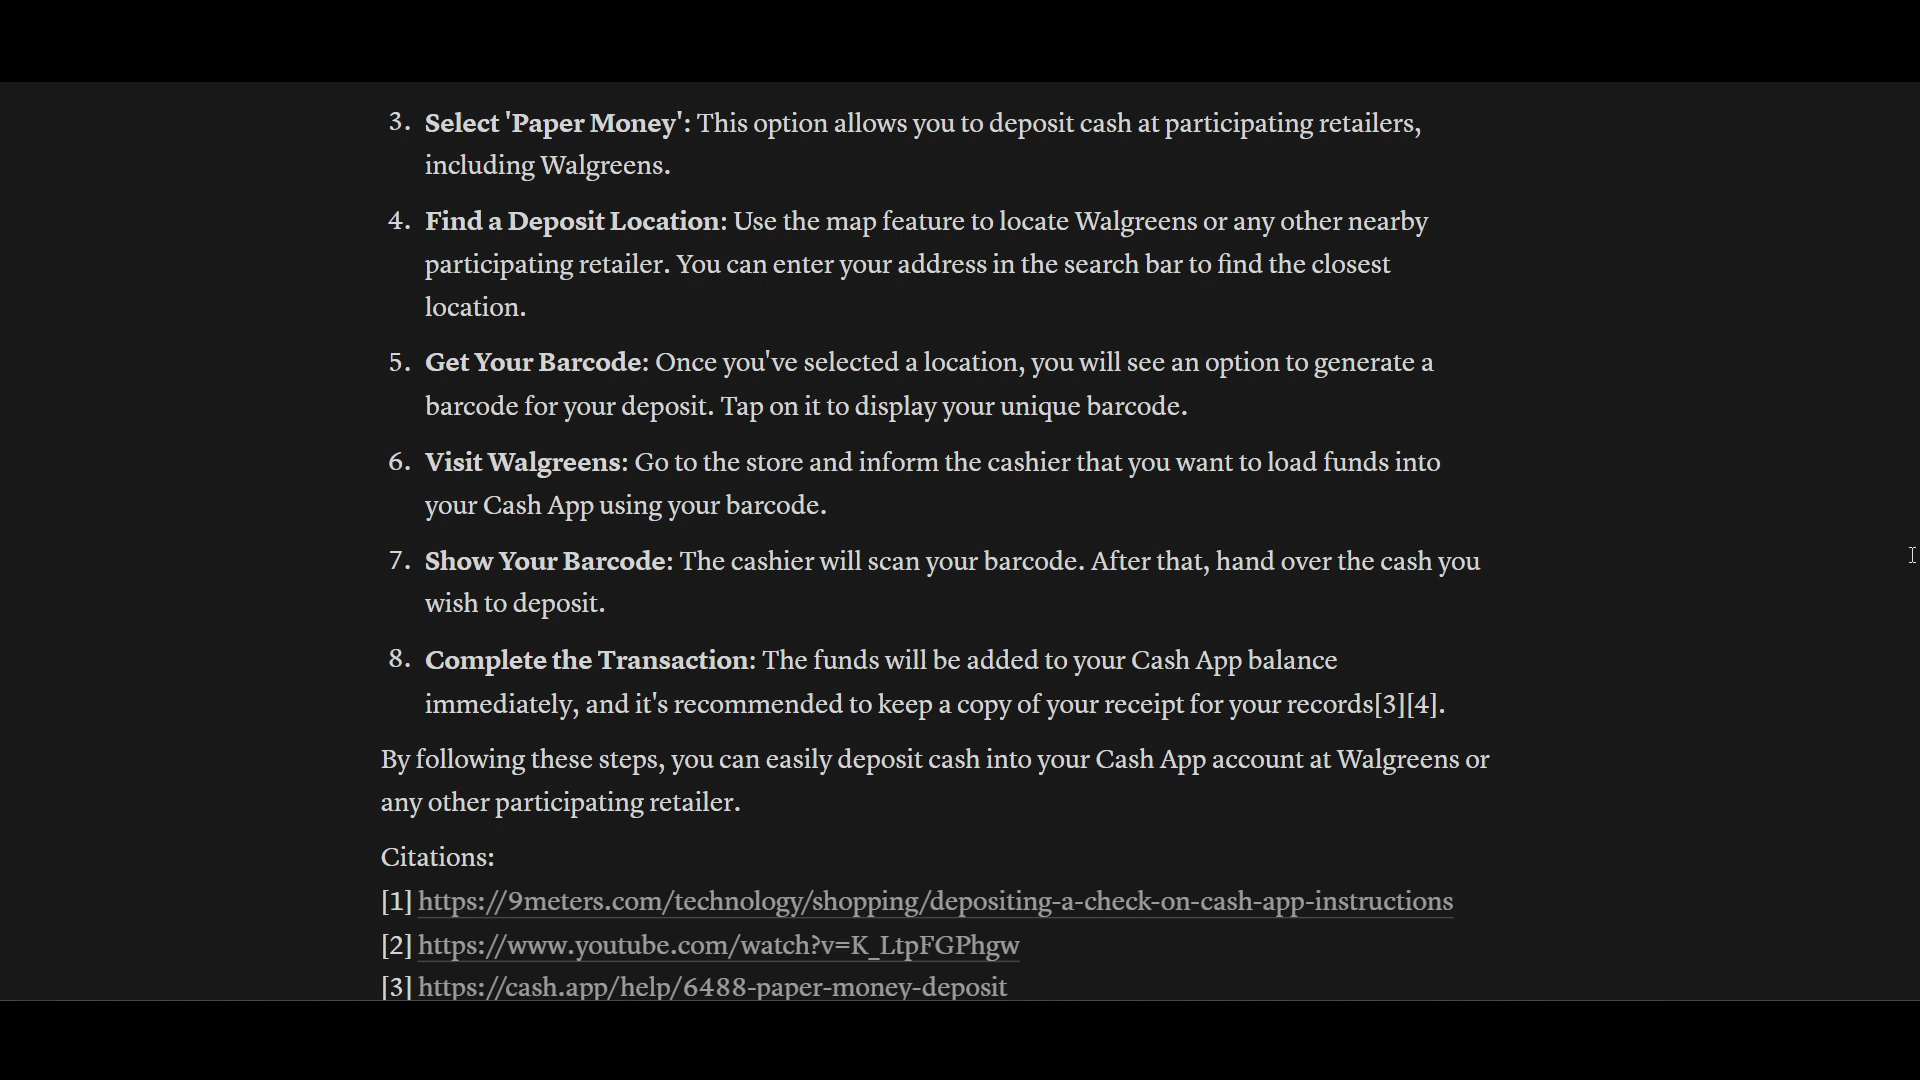 3. Select 'Paper Money': This option allows you to deposit cash at participating retailers,
including Walgreens.
4. Find a Deposit Location: Use the map feature to locate Walgreens or any other nearby
participating retailer. You can enter your address in the search bar to find the closest
location.
5. Get Your Barcode: Once you've selected a location, you will see an option to generate a
barcode for your deposit. Tap on it to display your unique barcode.
6. Visit Walgreens: Go to the store and inform the cashier that you want to load funds into
your Cash App using your barcode.
7. Show Your Barcode: The cashier will scan your barcode. After that, hand over the cash you
wish to deposit.
8. Complete the Transaction: The funds will be added to your Cash App balance
immediately, and it's recommended to keep a copy of your receipt for your records[3][4].
By following these steps, you can easily deposit cash into your Cash App account at Walgreens or
any other participating retailer.
Citations:
[1] https://9meters.com/technology/shopping/depositing-a-check-on-cash-app-instructions
[2] https://www.youtube.com/watch?v=K_LtpFGPhgw
[3] https://cash.app/help/6488-paper-money-deposit